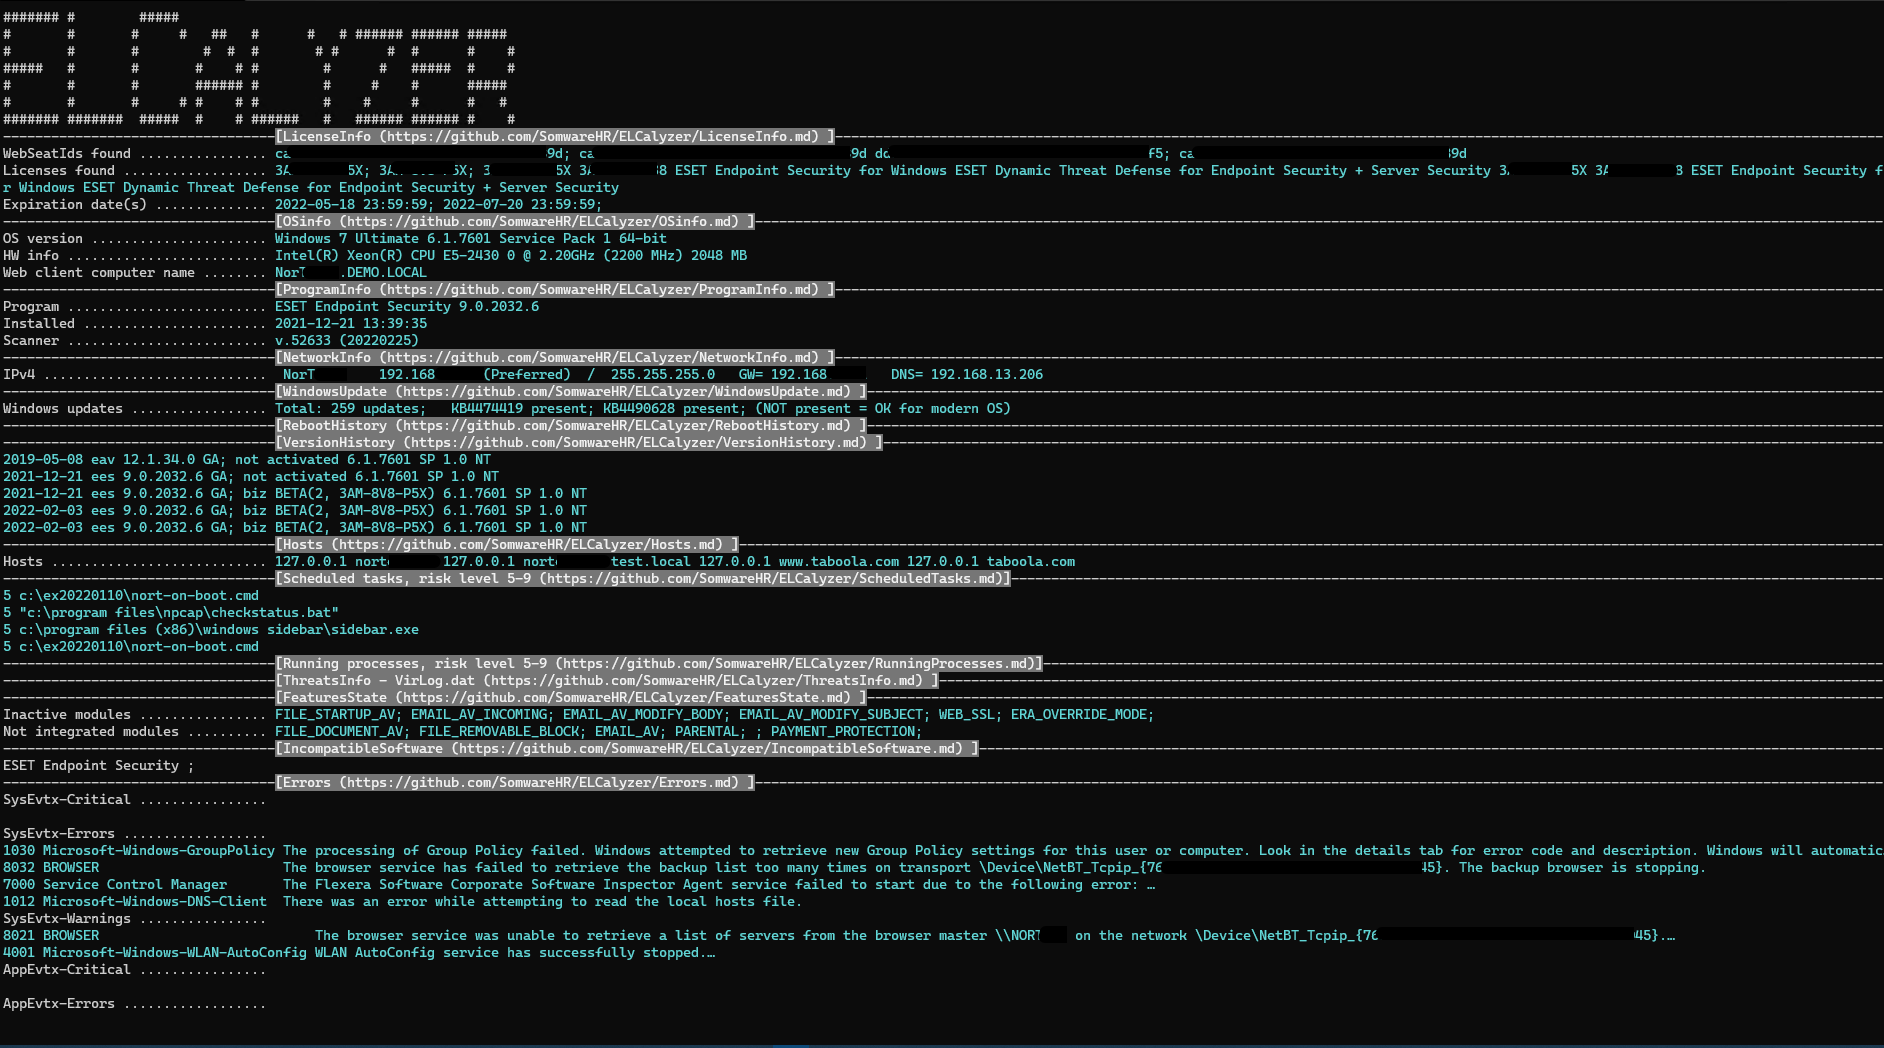 ####### #        #####
#       #       #     #   ##   #      #   # ###### ###### #####
#       #       #        #  #  #       # #      #  #      #    #
#####   #       #       #    # #        #      #   #####  #    #
#       #       #       ###### #        #     #    #      #####
#       #       #     # #    # #        #    #     #      #   #
####### #######  #####  #    # ######   #   ###### ###### #    #
----------------------------------[LicenseInfo (https://github.com/SomwareHR/ELCalyzer/LicenseInfo.md) ]----------------------------------
WebSeatIds found ................ ca 9d; ca 9d dd f5; ca 9d
Licenses found .................. 3A 5X; 3A 5X; 3 5X 3A 8 ESET Endpoint Security for Windows ESET Dynamic Threat Defense for Endpoint Security + Server Security 3 5X 3A 8 ESET Endpoint Security f
r Windows ESET Dynamic Threat Defense for Endpoint Security + Server Security
Expiration date(s) .............. 2022-05-18 23:59:59; 2022-07-20 23:59:59;
----------------------------------[OSinfo (https://github.com/SomwareHR/ELCalyzer/OSinfo.md) ]----------------------------------
OS version ...................... Windows 7 Ultimate 6.1.7601 Service Pack 1 64-bit
HW info ......................... Intel(R) Xeon(R) CPU E5-2430 0 @ 2.20GHz (2200 MHz) 2048 MB
Web client computer name ........ NorT .DEMO.LOCAL
----------------------------------[ProgramInfo (https://github.com/SomwareHR/ELCalyzer/ProgramInfo.md) ]----------------------------------
Program ......................... ESET Endpoint Security 9.0.2032.6
Installed ....................... 2021-12-21 13:39:35
Scanner ......................... v.52633 (20220225)
----------------------------------[NetworkInfo (https://github.com/SomwareHR/ELCalyzer/NetworkInfo.md) ]----------------------------------
IPv4 ............................ NorT 192.168 (Preferred) / 255.255.255.0 GW= 192.168 DNS= 192.168.13.206
----------------------------------[WindowsUpdate (https://github.com/SomwareHR/ELCalyzer/WindowsUpdate.md) ]----------------------------------
Windows updates ................. Total: 259 updates; KB4474419 present; KB4490628 present; (NOT present = OK for modern OS)
----------------------------------[RebootHistory (https://github.com/SomwareHR/ELCalyzer/RebootHistory.md) ]----------------------------------
----------------------------------[VersionHistory (https://github.com/SomwareHR/ELCalyzer/VersionHistory.md) ]----------------------------------
2019-05-08 eav 12.1.34.0 GA; not activated 6.1.7601 SP 1.0 NT
2021-12-21 ees 9.0.2032.6 GA; not activated 6.1.7601 SP 1.0 NT
2021-12-21 ees 9.0.2032.6 GA; biz BETA(2, 3AM-8V8-P5X) 6.1.7601 SP 1.0 NT
2022-02-03 ees 9.0.2032.6 GA; biz BETA(2, 3AM-8V8-P5X) 6.1.7601 SP 1.0 NT
2022-02-03 ees 9.0.2032.6 GA; biz BETA(2, 3AM-8V8-P5X) 6.1.7601 SP 1.0 NT
----------------------------------[Hosts (https://github.com/SomwareHR/ELCalyzer/Hosts.md) ]----------------------------------
Hosts ........................... 127.0.0.1 nort 127.0.0.1 nort test.local 127.0.0.1 www.taboola.com 127.0.0.1 taboola.com
----------------------------------[Scheduled tasks, risk level 5-9 (https://github.com/SomwareHR/ELCalyzer/ScheduledTasks.md)]----------------------------------
5 c:\ex20220110\nort-on-boot.cmd
5 "c:\program files\npcap\checkstatus.bat"
5 c:\program files (x86)\windows sidebar\sidebar.exe
5 c:\ex20220110\nort-on-boot.cmd
----------------------------------[Running processes, risk level 5-9 (https://github.com/SomwareHR/ELCalyzer/RunningProcesses.md)]----------------------------------
----------------------------------[ThreatsInfo - VirLog.dat (https://github.com/SomwareHR/ELCalyzer/ThreatsInfo.md) ]----------------------------------
----------------------------------[FeaturesState (https://github.com/SomwareHR/ELCalyzer/FeaturesState.md) ]----------------------------------
Inactive modules ................ FILE_STARTUP_AV; EMAIL_AV_INCOMING; EMAIL_AV_MODIFY_BODY; EMAIL_AV_MODIFY_SUBJECT; WEB_SSL; ERA_OVERRIDE_MODE;
Not integrated modules .......... FILE_DOCUMENT_AV; FILE_REMOVABLE_BLOCK; EMAIL_AV; PARENTAL; ; PAYMENT_PROTECTION;
----------------------------------[IncompatibleSoftware (https://github.com/SomwareHR/ELCalyzer/IncompatibleSoftware.md) ]----------------------------------
ESET Endpoint Security ;
----------------------------------[Errors (https://github.com/SomwareHR/ELCalyzer/Errors.md) ]----------------------------------
SysEvtx-Critical ................
SysEvtx-Errors ..................
1030 Microsoft-Windows-GroupPolicy The processing of Group Policy failed. Windows attempted to retrieve new Group Policy settings for this user or computer. Look in the details tab for error code and description. Windows will automatic
8032 BROWSER The browser service has failed to retrieve the backup list too many times on transport \Device\NetBT_Tcpip_{76 45}. The backup browser is stopping.
7000 Service Control Manager The Flexera Software Corporate Software Inspector Agent service failed to start due to the following error: …
1012 Microsoft-Windows-DNS-Client There was an error while attempting to read the local hosts file.
SysEvtx-Warnings ................
8021 BROWSER The browser service was unable to retrieve a list of servers from the browser master \\NORT on the network \Device\NetBT_Tcpip_{76 45}.…
4001 Microsoft-Windows-WLAN-AutoConfig WLAN AutoConfig service has successfully stopped.…
AppEvtx-Critical ................
AppEvtx-Errors ..................